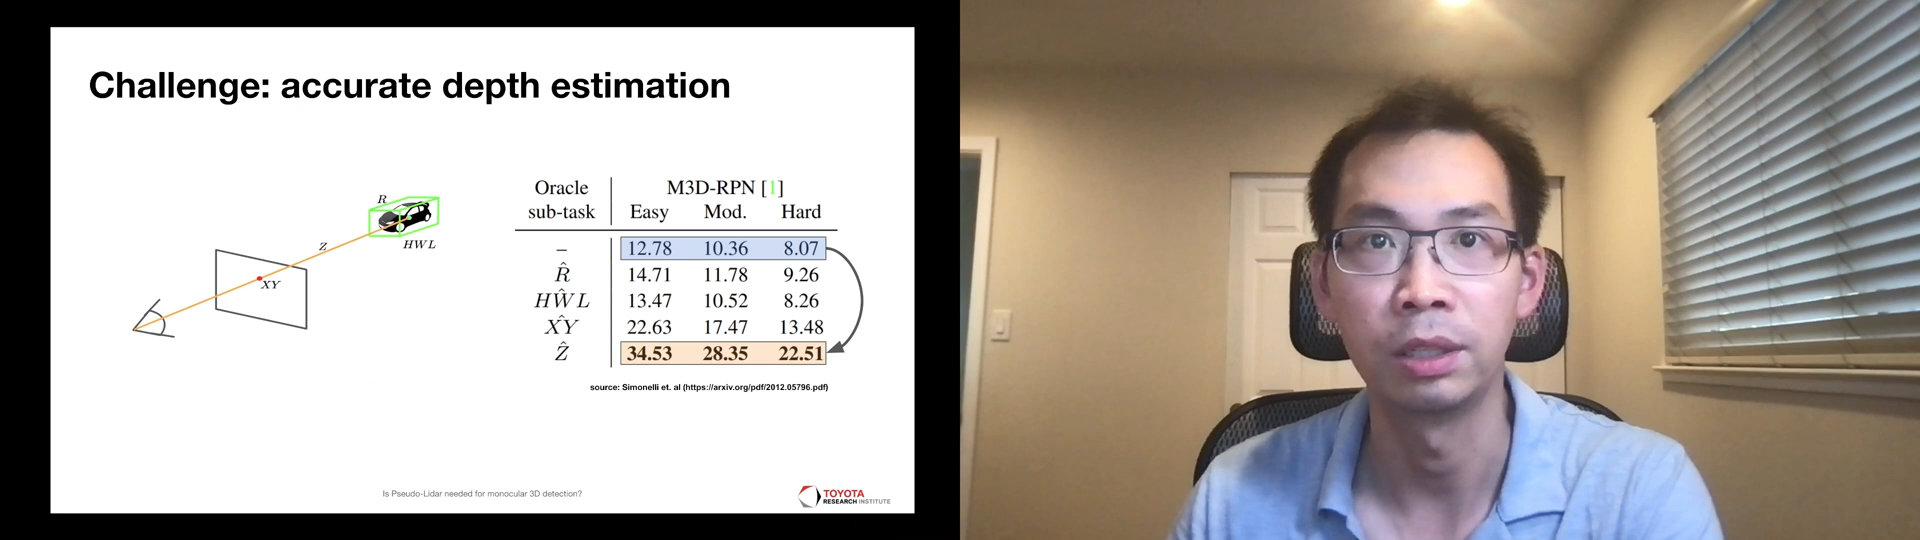 Challenge: accurate depth estimation
R
Z
HWL
XY
Oracle M3D-RPN [1]
sub-task Easy Mod. Hard
– 12.78 10.36 8.07
R̂ 14.71 11.78 9.26
HŴL 13.47 10.52 8.26
X̂Y 22.63 17.47 13.48
Ẑ 34.53 28.35 22.51
source: Simonelli et. al (https://arxiv.org/pdf/2012.05796.pdf)
Is Pseudo-Lidar needed for monocular 3D detection?
TOYOTA
RESEARCH INSTITUTE